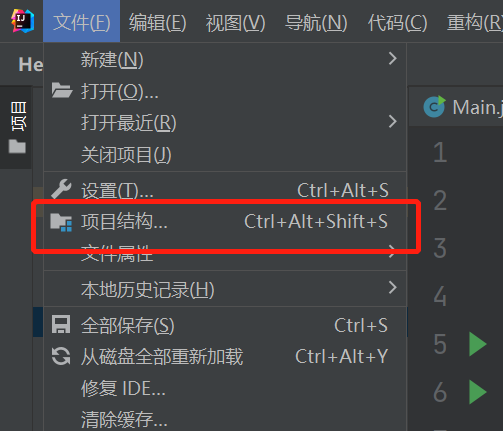 文件(F) 编辑(E) 视图(V) 导航(N) 代码(C) 重构(R)
He
项目
新建(N)
打开(O)...
打开最近(R)
关闭项目(J)
设置(T)... Ctrl+Alt+S
项目结构... Ctrl+Alt+Shift+S
文件属性
本地历史记录(H)
全部保存(S) Ctrl+S
从磁盘全部重新加载 Ctrl+Alt+Y
修复 IDE...
清除缓存...
Main.j
1
2
3
4
5
6